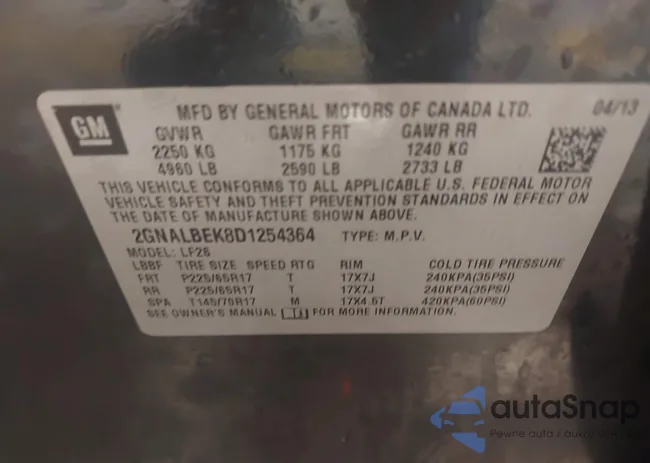 GM
MFD BY GENERAL MOTORS OF CANADA LTD. 04/13
GVWR GAWR FRT GAWR RR
2250 KG 1175 KG 1240 KG
4960 LB 2590 LB 2733 LB
THIS VEHICLE CONFORMS TO ALL APPLICABLE U.S. FEDERAL MOTOR
VEHICLE SAFETY AND THEFT PREVENTION STANDARDS IN EFFECT ON
THE DATE OF MANUFACTURE SHOWN ABOVE.
2GNALBEK8D1254364 TYPE: M.P.V.
MODEL: LF26
LBBF TIRE SIZE SPEED RTG RIM COLD TIRE PRESSURE
FRT P225/65R17 T 17X7J 240KPA(35PSI)
RR P225/65R17 T 17X7J 240KPA(35PSI)
SPA T145/70R17 M 17X4.5T 420KPA(60PSI)
SEE OWNER'S MANUAL FOR MORE INFORMATION.
autaSnap
Pewne auta z aukcji